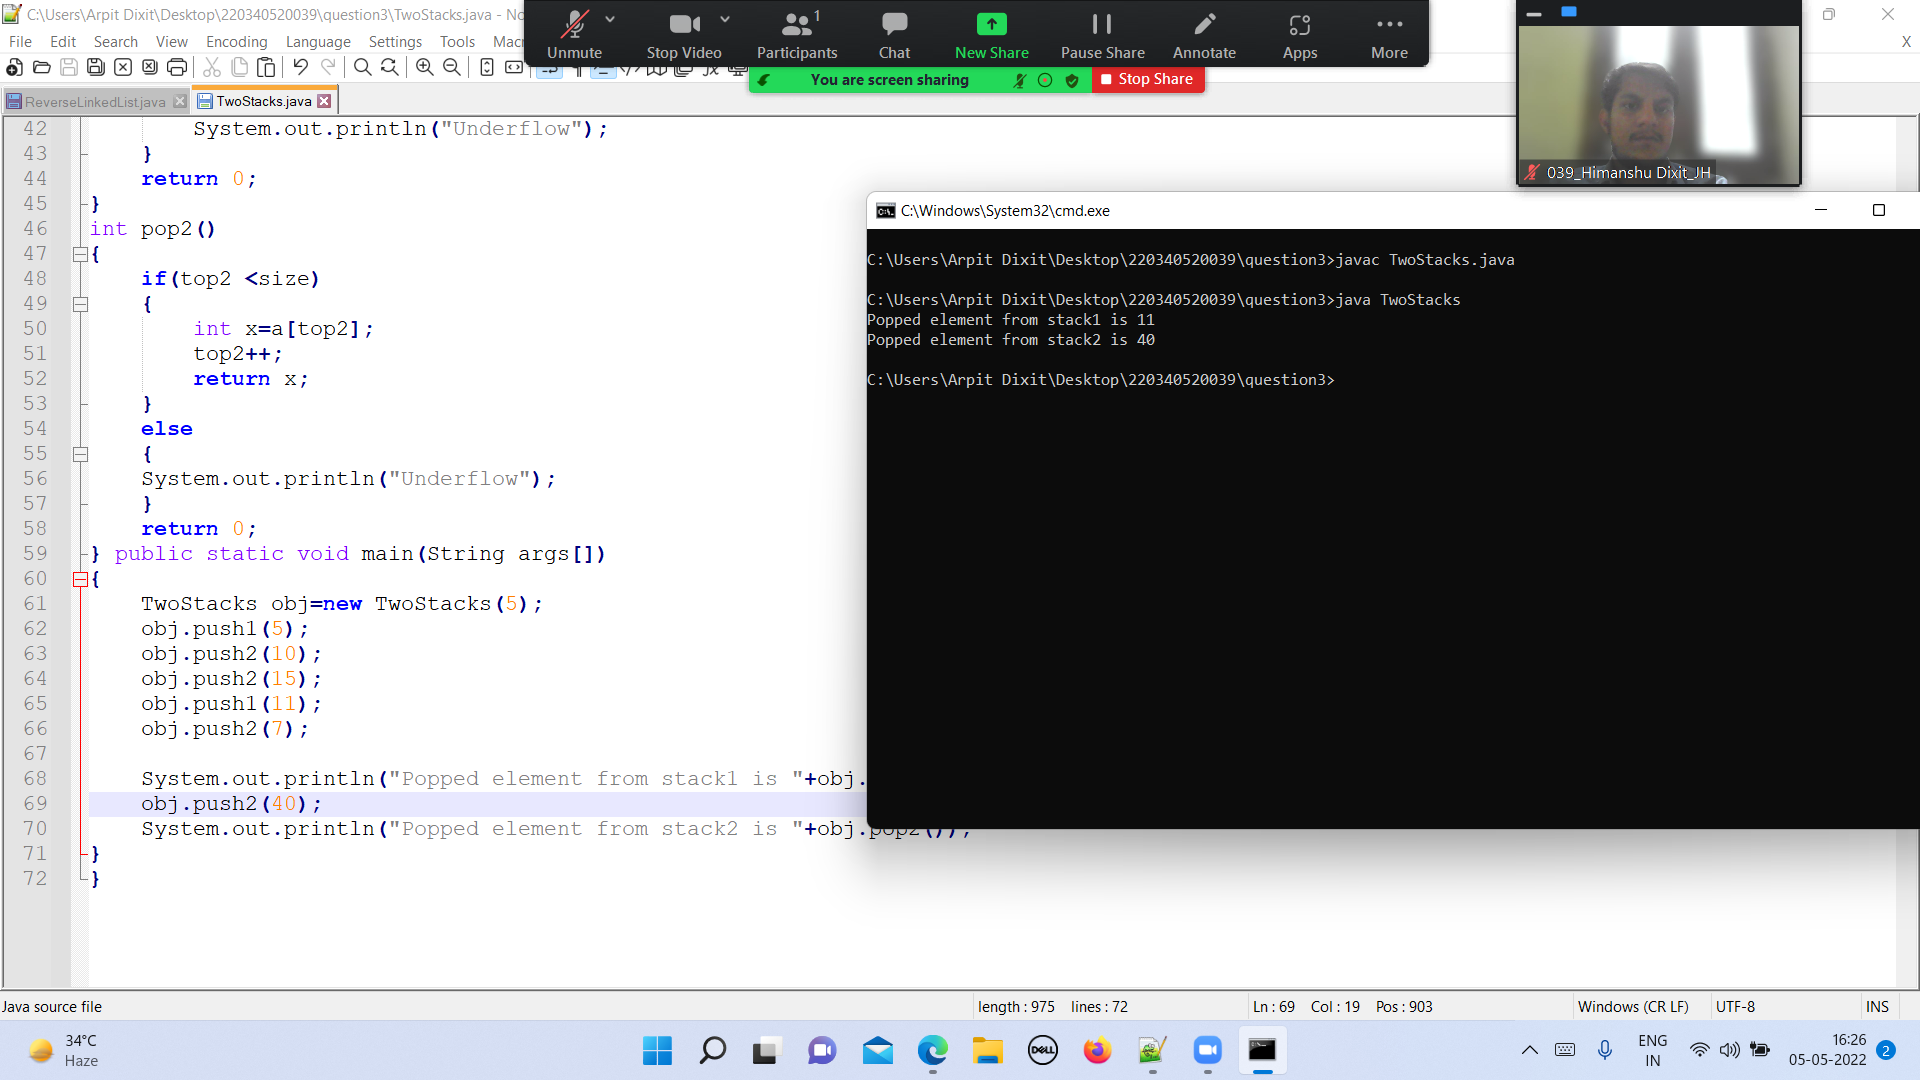 C:\Users\Arpit Dixit\Desktop\220340520039\question3\TwoStacks.java - No
File Edit Search View Encoding Language Settings Tools Mac
Unmute Stop Video Participants 1 Chat New Share Pause Share Annotate Apps More
You are screen sharing Stop Share
X
ReverseLinkedList.java TwoStacks.java
039_Himanshu Dixit_JH
42 System.out.println("Underflow");
43 }
44 return 0;
45 }
46 int pop2()
47 {
48 if(top2 <size)
49 {
50 int x=a[top2];
51 top2++;
52 return x;
53 }
54 else
55 {
56 System.out.println("Underflow");
57 }
58 return 0;
59 } public static void main(String args[])
60 {
61 TwoStacks obj=new TwoStacks(5);
62 obj.push1(5);
63 obj.push2(10);
64 obj.push2(15);
65 obj.push1(11);
66 obj.push2(7);
67
68 System.out.println("Popped element from stack1 is "+obj.
69 obj.push2(40);
70 System.out.println("Popped element from stack2 is "+obj.pop2());
71 }
72 }
C:\Windows\System32\cmd.exe
C:\Users\Arpit Dixit\Desktop\220340520039\question3>javac TwoStacks.java
C:\Users\Arpit Dixit\Desktop\220340520039\question3>java TwoStacks
Popped element from stack1 is 11
Popped element from stack2 is 40
C:\Users\Arpit Dixit\Desktop\220340520039\question3>
Java source file length : 975 lines : 72 Ln : 69 Col : 19 Pos : 903 Windows (CR LF) UTF-8 INS
34°C
Haze
DELL
ENG
IN
16:26
05-05-2022
2